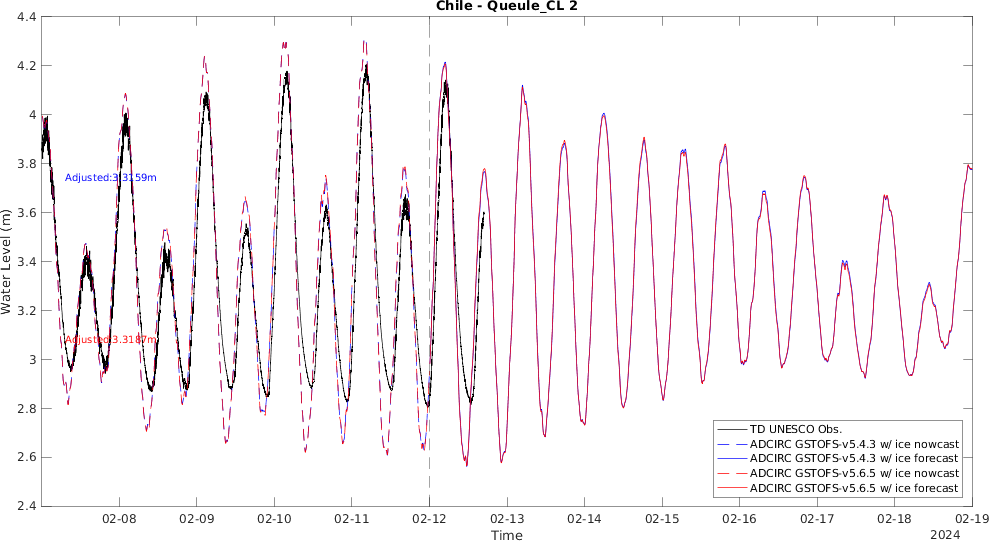 Chile - Queule_CL 2
4.4
4.2
4
3.8
3.6
3.4
3.2
3
2.8
2.6
2.4
Water Level (m)
Adjusted:3.3159m
Adjusted:3.3187m
TD UNESCO Obs.
ADCIRC GSTOFS-v5.4.3 w/ ice nowcast
ADCIRC GSTOFS-v5.4.3 w/ ice forecast
ADCIRC GSTOFS-v5.6.5 w/ ice nowcast
ADCIRC GSTOFS-v5.6.5 w/ ice forecast
02-08 02-09 02-10 02-11 02-12 02-13 02-14 02-15 02-16 02-17 02-18 02-19
Time
2024